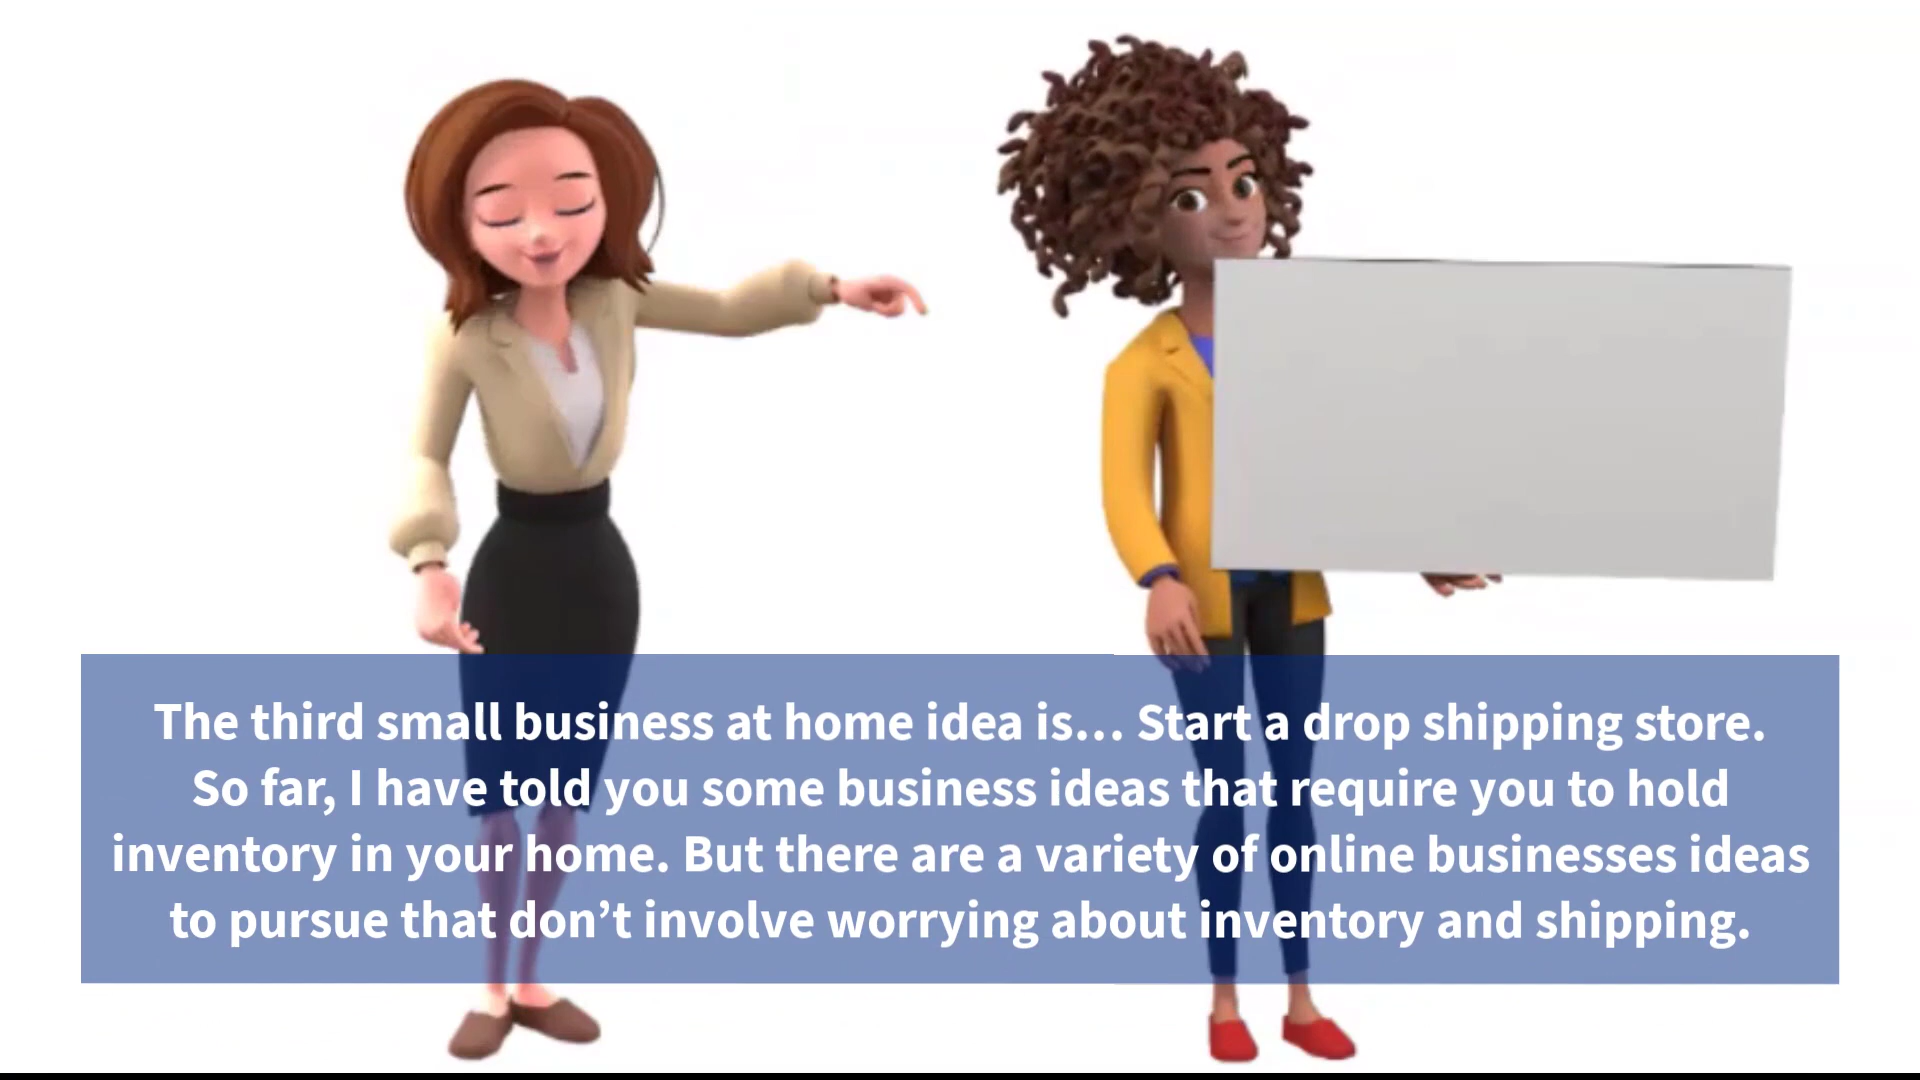 The third small business at home idea is... Start a drop shipping store.
So far, I have told you some business ideas that require you to hold
inventory in your home. But there are a variety of online businesses ideas
to pursue that don’t involve worrying about inventory and shipping.